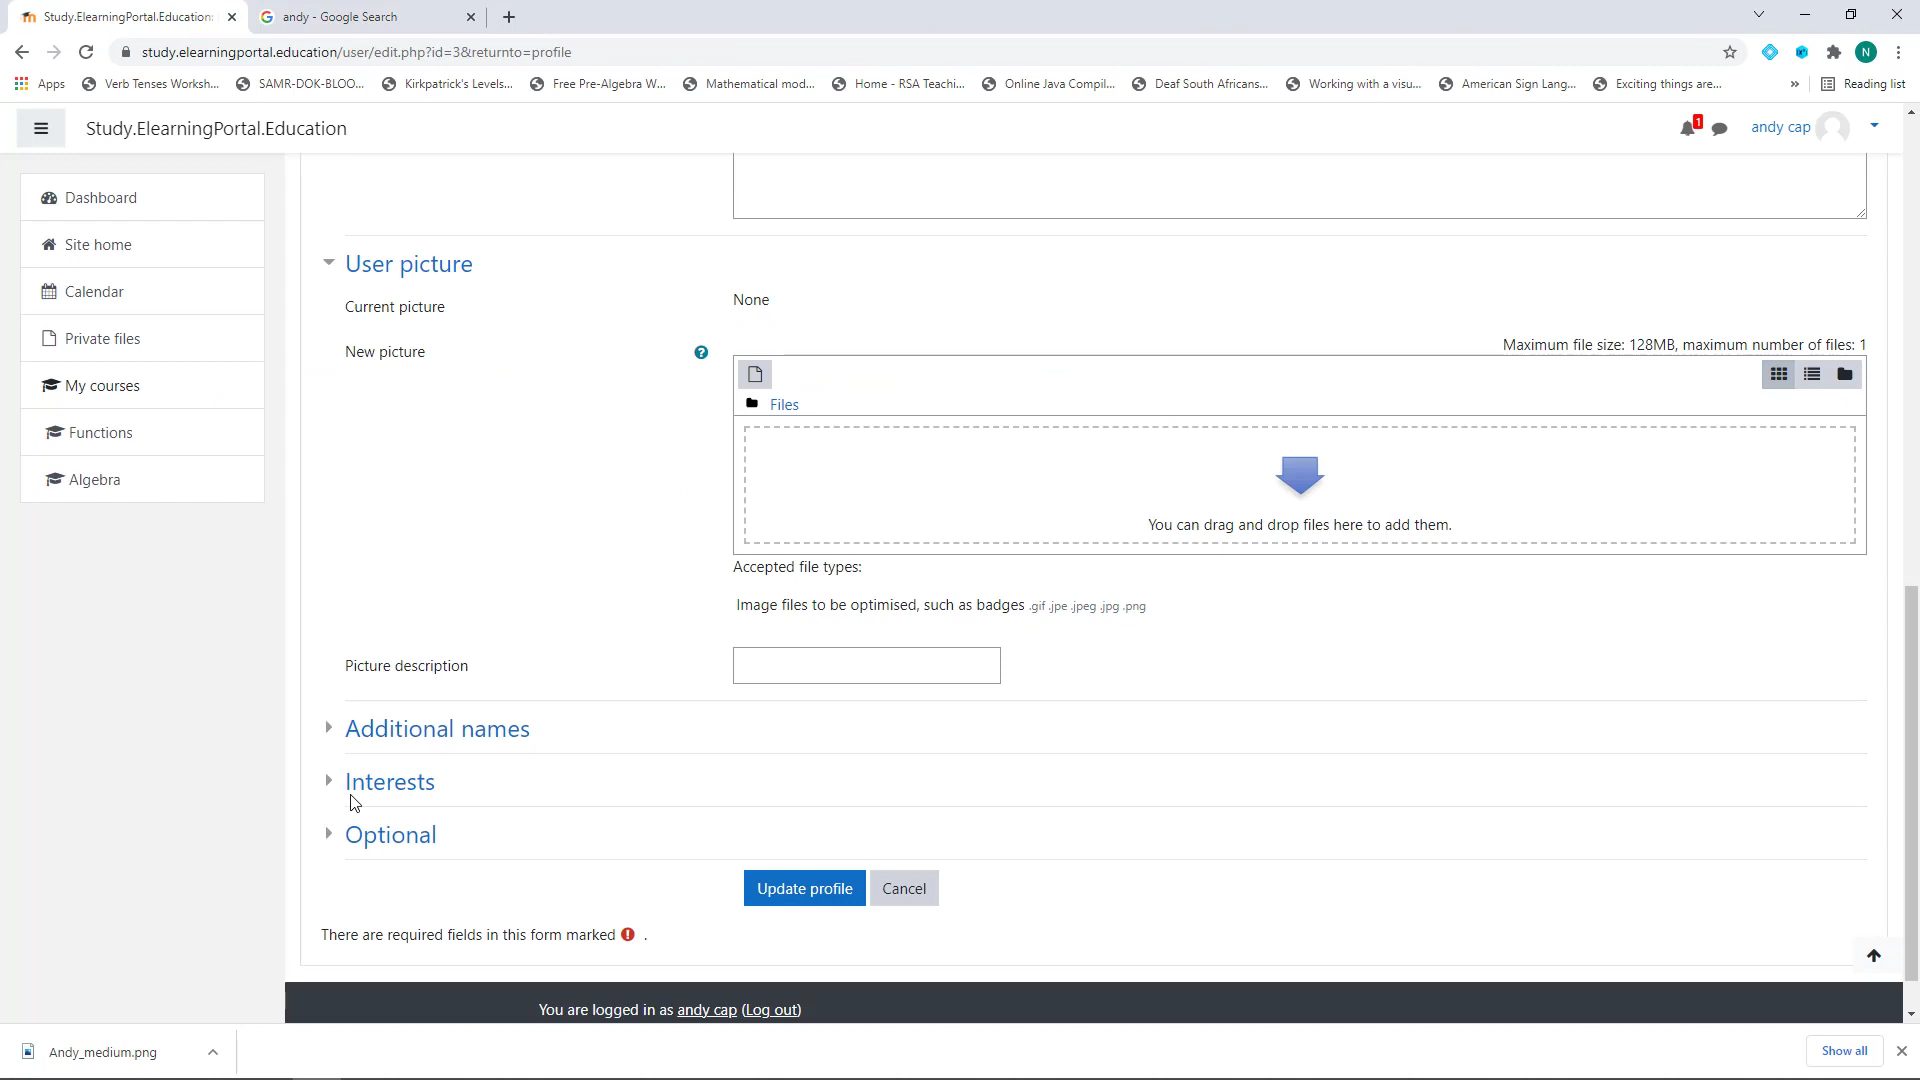 Study.ElearningPortal.Education:
andy - Google Search
study.elearningportal.education/user/edit.php?id=3&returnto=profile
N
Apps
Verb Tenses Worksh...
SAMR-DOK-BLOO...
Kirkpatrick's Levels...
Free Pre-Algebra W...
Mathematical mod...
Home - RSA Teachi...
Online Java Compil...
Deaf South Africans...
Working with a visu...
American Sign Lang...
Exciting things are...
»
Reading list
Study.ElearningPortal.Education
1
andy cap
Dashboard
Site home
Calendar
Private files
My courses
Functions
Algebra
User picture
Current picture
None
New picture
?
Maximum file size: 128MB, maximum number of files: 1
Files
You can drag and drop files here to add them.
Accepted file types:
Image files to be optimised, such as badges .gif .jpe .jpeg .jpg .png
Picture description
Additional names
Interests
Optional
Update profile
Cancel
There are required fields in this form marked ! .
You are logged in as andy cap (Log out)
Andy_medium.png
Show all